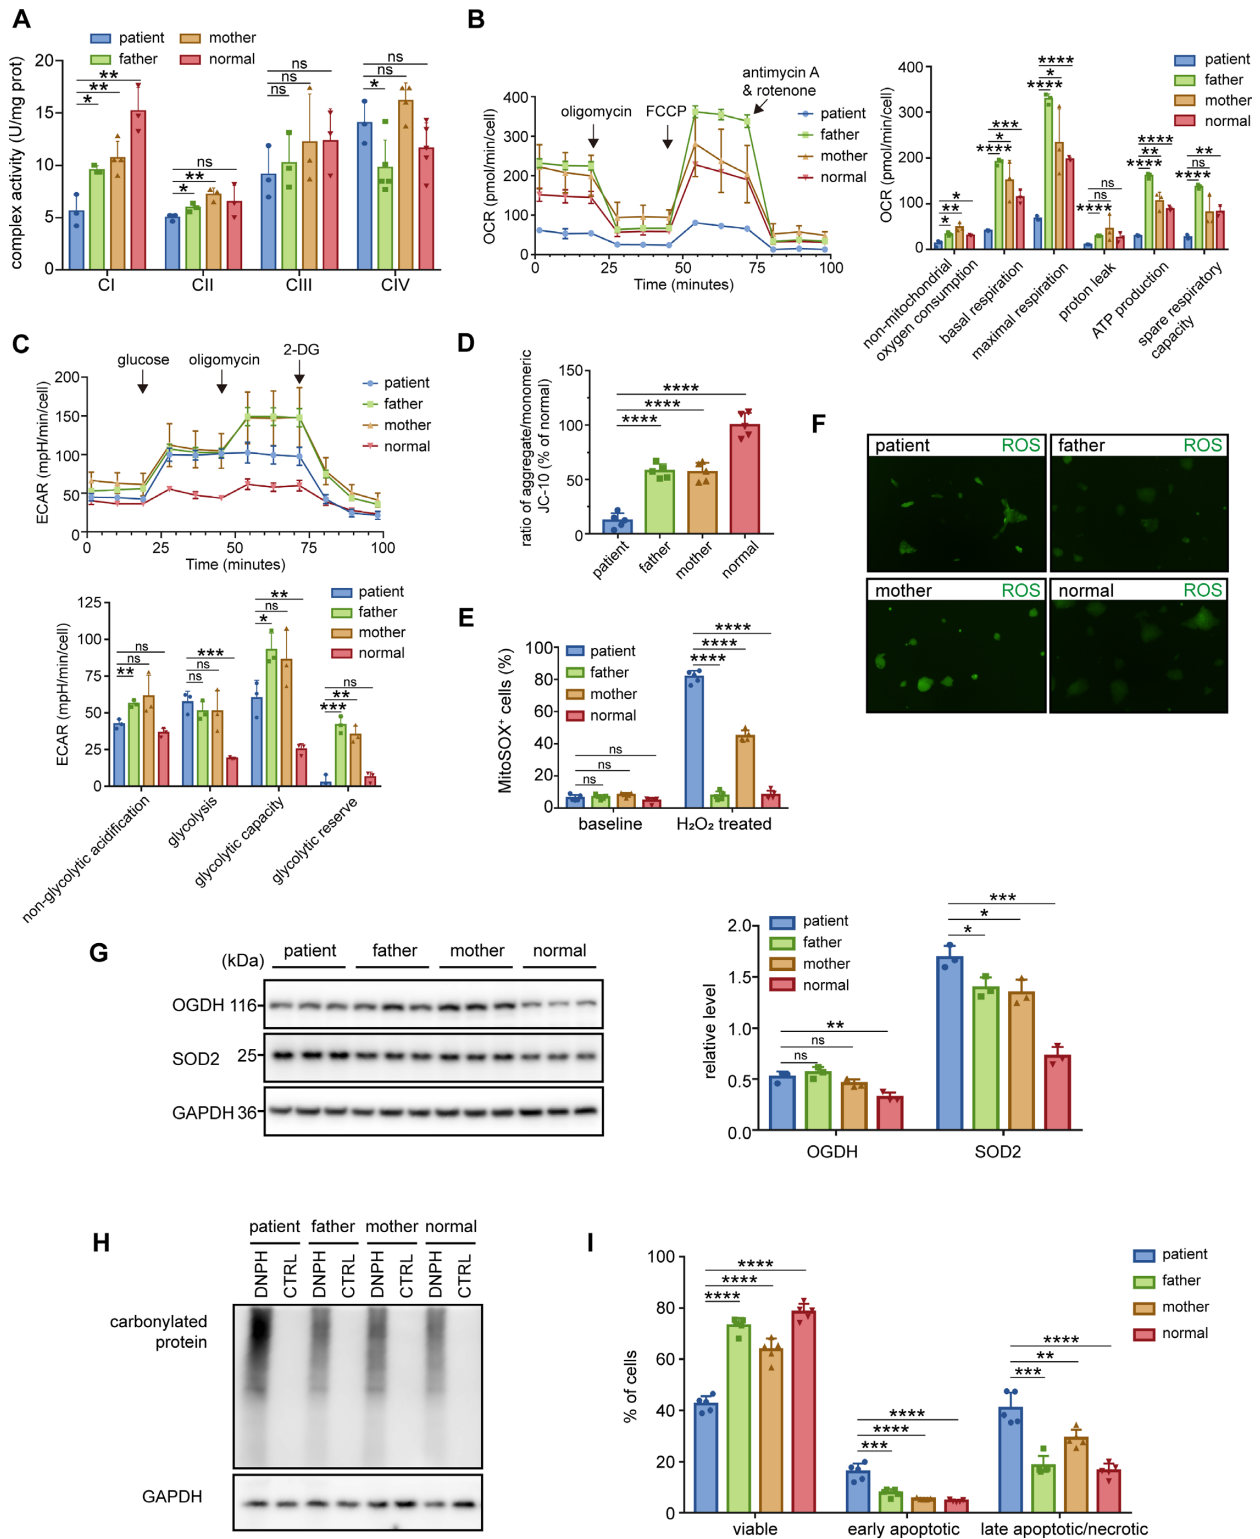 A
patient
mother
father
normal
complex activity (U/mg prot)
20
15
10
5
0
**
**
*
ns
**
*
ns
ns
ns
ns
ns
*
CI
CII
CIII
CIV
B
OCR (pmol/min/cell)
400
300
200
100
0
oligomycin
FCCP
antimycin A
& rotenone
patient
father
mother
normal
0
25
50
75
100
Time (minutes)
OCR (pmol/min/cell)
400
300
200
100
0
patient
father
mother
normal
*
**
*
***
*
****
****
*
****
ns
ns
****
****
**
****
**
ns
****
non-mitochondrial
oxygen consumption
basal respiration
maximal respiration
proton leak
ATP production
spare respiratory
capacity
C
glucose
oligomycin
2-DG
ECAR (mpH/min/cell)
200
150
100
50
0
patient
father
mother
normal
0
25
50
75
100
Time (minutes)
ECAR (mpH/min/cell)
125
100
75
50
25
0
patient
father
mother
normal
ns
ns
**
***
ns
ns
**
ns
*
ns
**
***
non-glycolytic acidification
glycolysis
glycolytic capacity
glycolytic reserve
D
ratio of aggregate/monomeric
JC-10 (% of normal)
150
100
50
0
****
****
****
patient
father
mother
normal
E
MitoSOX⁺ cells (%)
100
80
60
40
20
0
patient
father
mother
normal
ns
ns
ns
****
****
****
baseline
H₂O₂ treated
F
patient ROS
father ROS
mother ROS
normal ROS
G
(kDa)
patient
father
mother
normal
OGDH 116
SOD2 25
GAPDH 36
relative level
2.0
1.5
1.0
0.5
0.0
patient
father
mother
normal
**
ns
ns
***
*
*
OGDH
SOD2
H
patient
father
mother
normal
DNPH
CTRL
DNPH
CTRL
DNPH
CTRL
DNPH
CTRL
carbonylated
protein
GAPDH
I
% of cells
100
80
60
40
20
0
patient
father
mother
normal
****
****
****
****
****
***
****
**
***
viable
early apoptotic
late apoptotic/necrotic